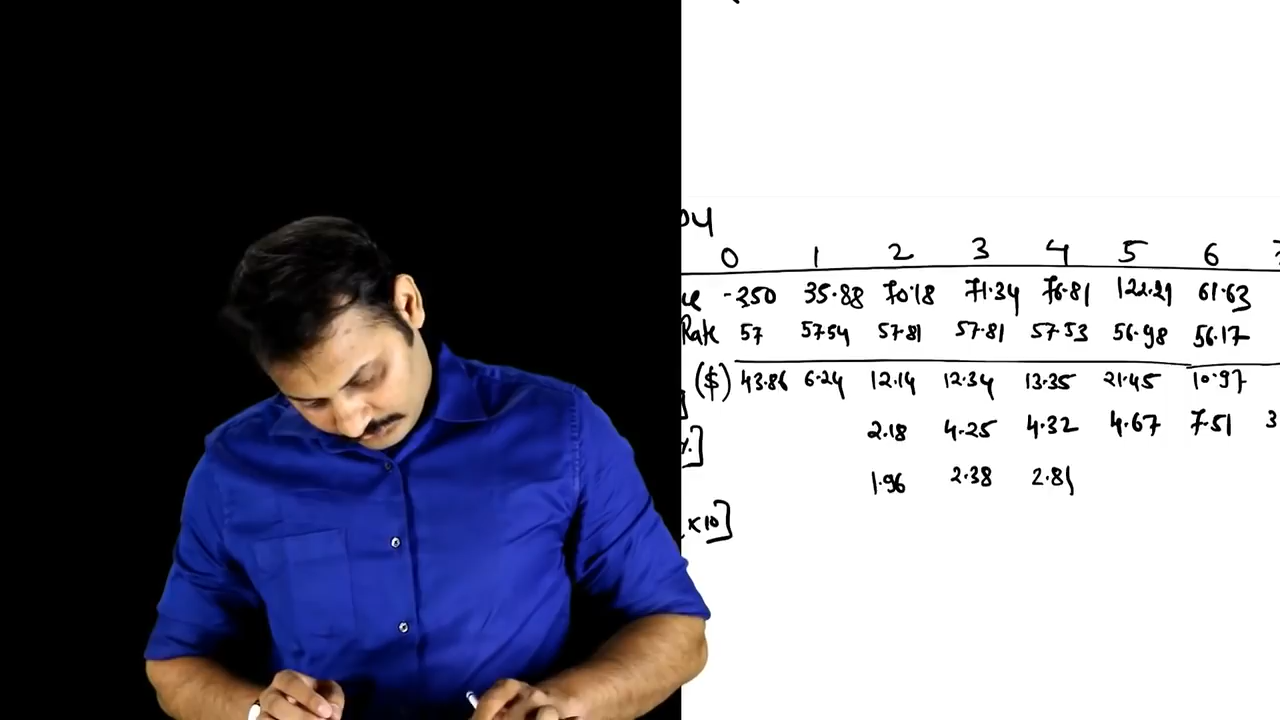 0 1 2 3 4 5 6
-350 35.88 70.18 71.34 76.81 122.21 61.63
Rate 57 57.54 57.81 57.81 57.53 56.98 56.17
($) 43.86 6.24 12.14 12.34 13.35 21.45 10.97
2.18 4.25 4.32 4.67 7.51 3
1.96 2.38 2.81
x10]